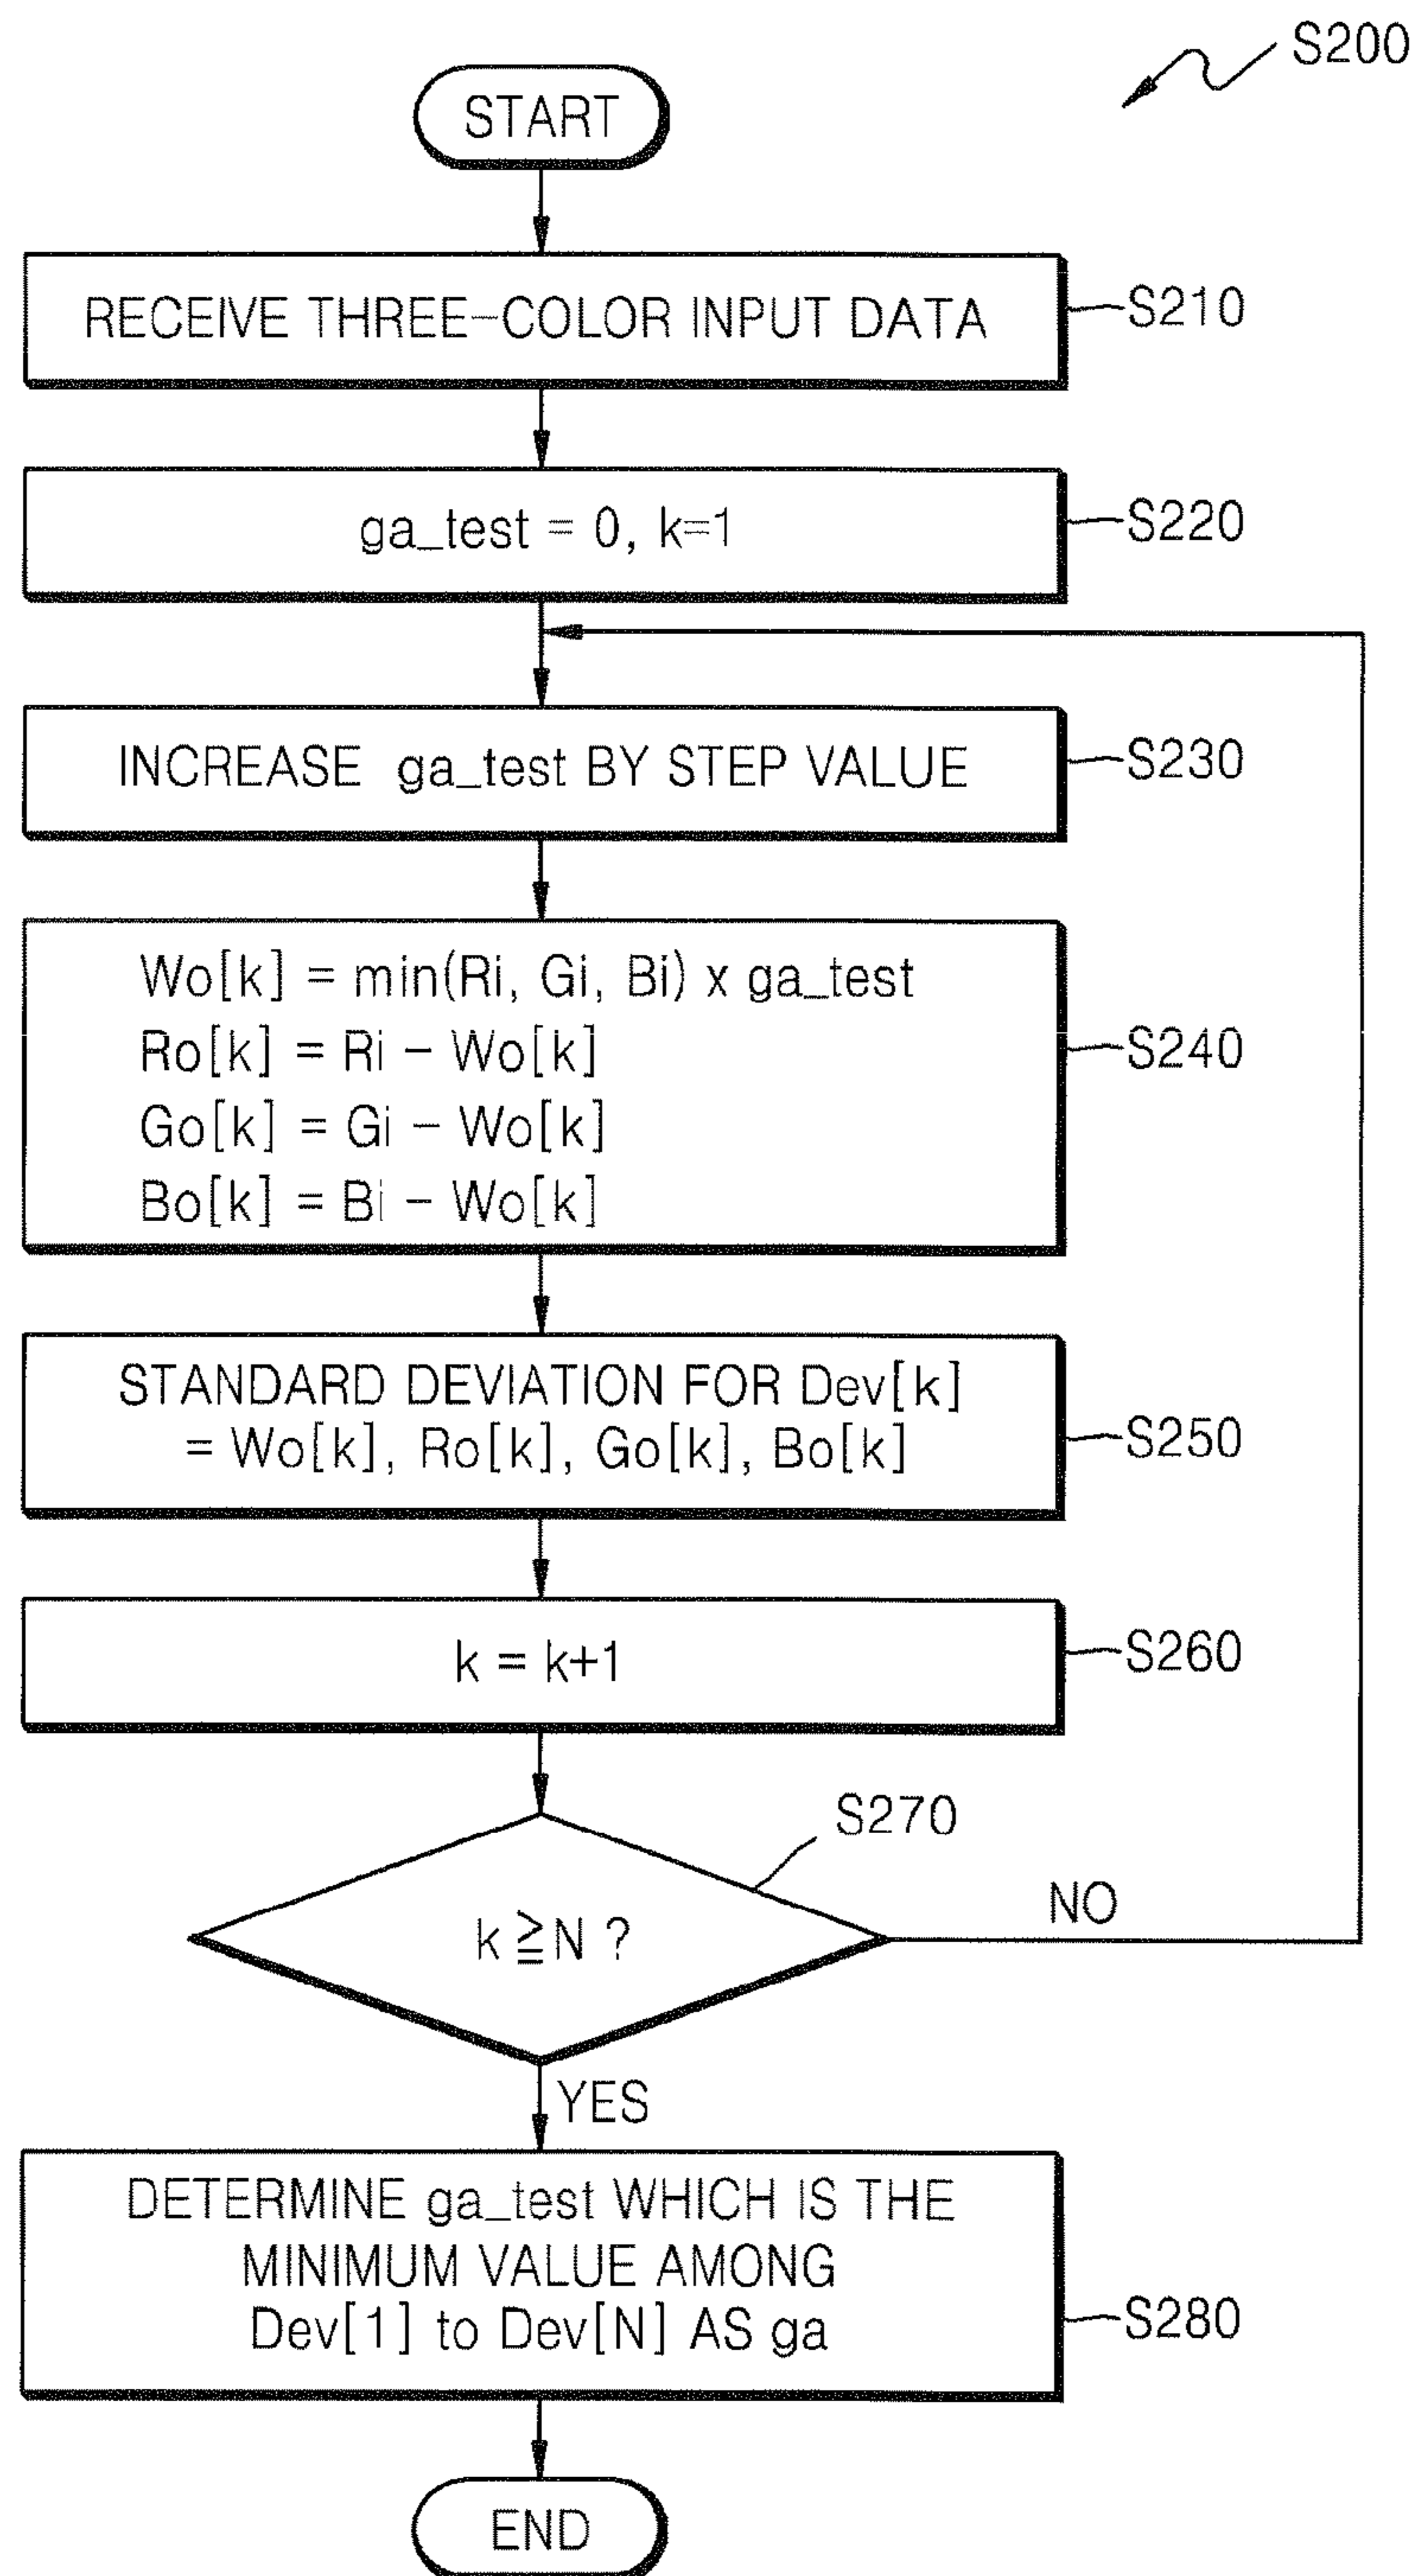 S200
START
RECEIVE THREE-COLOR INPUT DATA
S210
ga_test = 0, k=1
S220
INCREASE ga_test BY STEP VALUE
S230
Wo[k] = min(Ri, Gi, Bi) x ga_test
Ro[k] = Ri - Wo[k]
Go[k] = Gi - Wo[k]
Bo[k] = Bi - Wo[k]
S240
STANDARD DEVIATION FOR Dev[k]
= Wo[k], Ro[k], Go[k], Bo[k]
S250
k = k+1
S260
S270
k ≧ N ?
NO
YES
DETERMINE ga_test WHICH IS THE
MINIMUM VALUE AMONG
Dev[1] to Dev[N] AS ga
S280
END